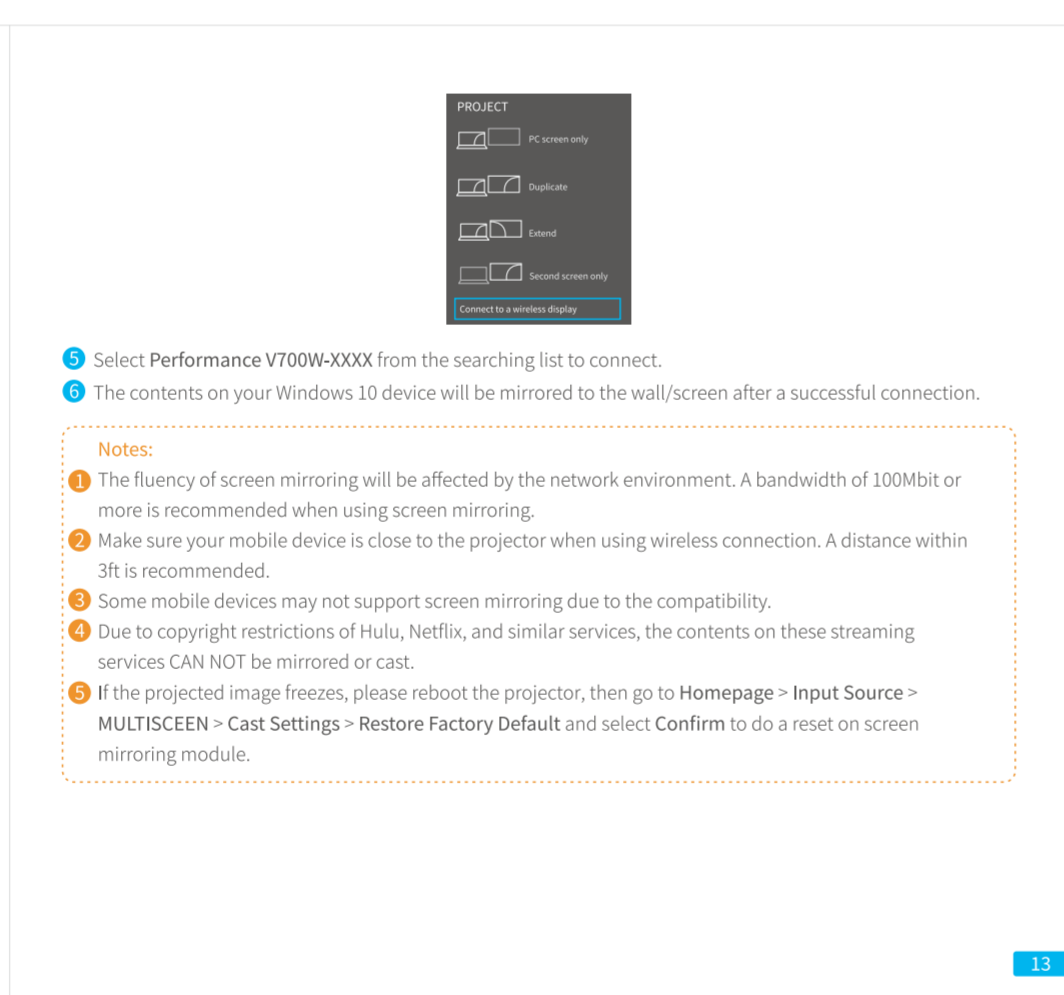 PROJECT
PC screen only
Duplicate
Extend
Second screen only
Connect to a wireless display
5 Select Performance V700W-XXXX from the searching list to connect.
6 The contents on your Windows 10 device will be mirrored to the wall/screen after a successful connection.
Notes:
1 The fluency of screen mirroring will be affected by the network environment. A bandwidth of 100Mbit or
more is recommended when using screen mirroring.
2 Make sure your mobile device is close to the projector when using wireless connection. A distance within
3ft is recommended.
3 Some mobile devices may not support screen mirroring due to the compatibility.
4 Due to copyright restrictions of Hulu, Netflix, and similar services, the contents on these streaming
services CAN NOT be mirrored or cast.
5 If the projected image freezes, please reboot the projector, then go to Homepage > Input Source >
MULTISCEEN > Cast Settings > Restore Factory Default and select Confirm to do a reset on screen
mirroring module.
13